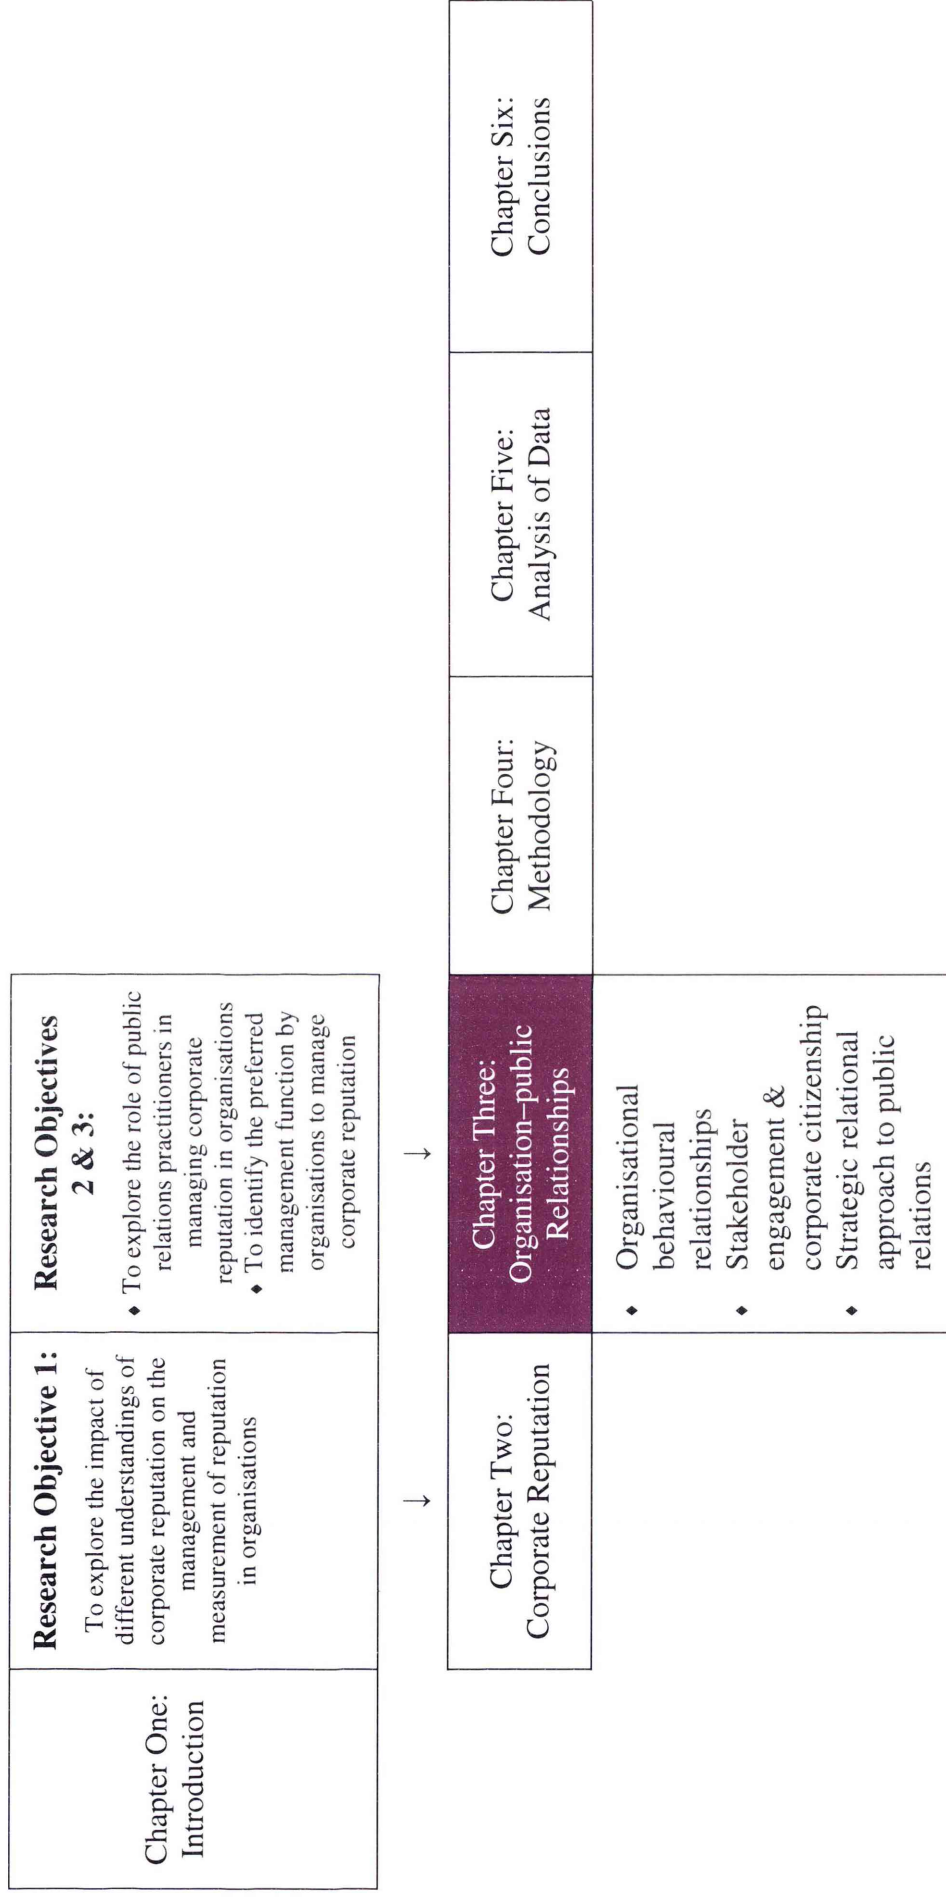 Chapter One:
Introduction
Research Objective 1:
To explore the impact of
different understandings of
corporate reputation on the
management and
measurement of reputation
in organisations
Research Objectives
2 & 3:
♦ To explore the role of public
relations practitioners in
managing corporate
reputation in organisations
♦ To identify the preferred
management function by
organisations to manage
corporate reputation
↓
↓
Chapter Two:
Corporate Reputation
Chapter Three:
Organisation–public
Relationships
Chapter Four:
Methodology
Chapter Five:
Analysis of Data
Chapter Six:
Conclusions
♦ Organisational
behavioural
relationships
♦ Stakeholder
engagement &
corporate citizenship
♦ Strategic relational
approach to public
relations